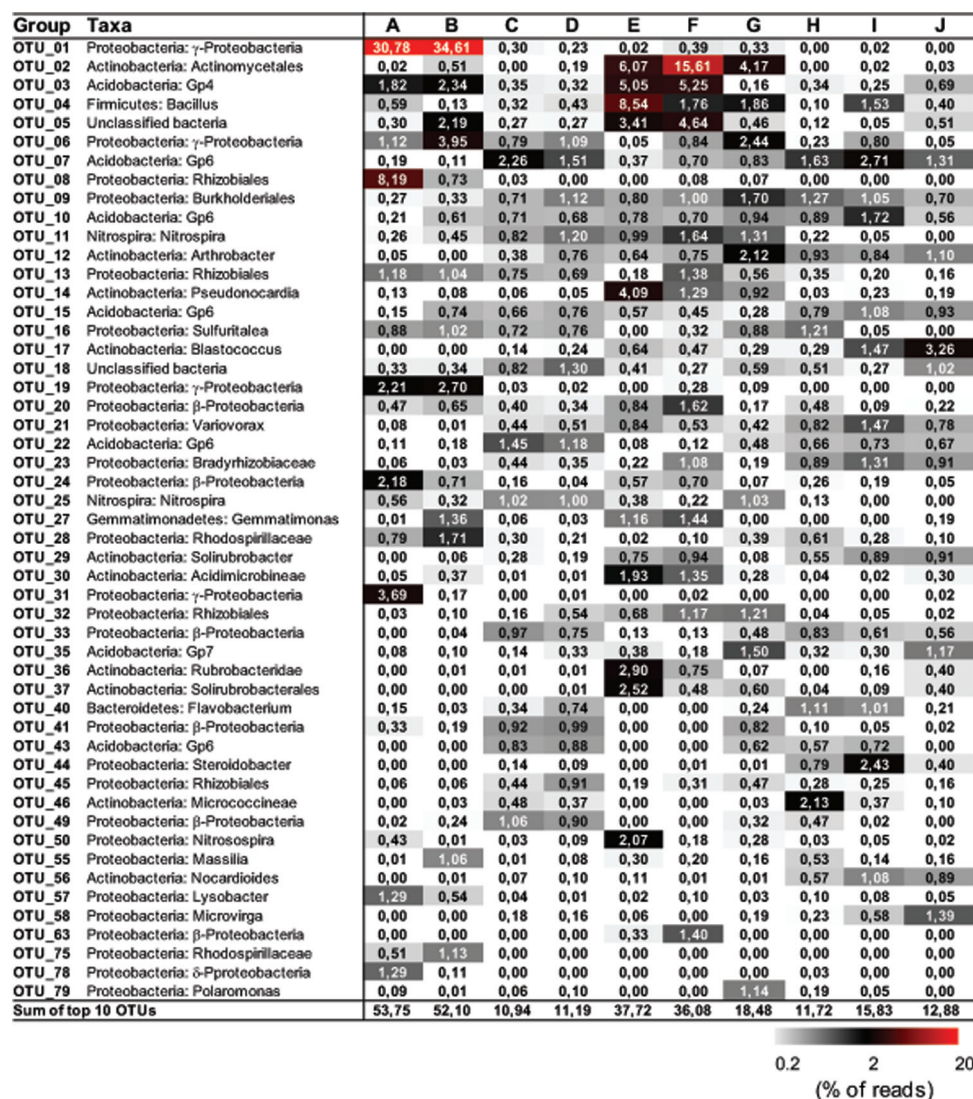 Group Taxa A B C D E F G H I J
OTU_01 Proteobacteria: γ-Proteobacteria 30,78 34,61 0,30 0,23 0,02 0,39 0,33 0,00 0,02 0,00
OTU_02 Actinobacteria: Actinomycetales 0,02 0,51 0,00 0,19 6,07 15,61 4,17 0,00 0,02 0,03
OTU_03 Acidobacteria: Gp4 1,82 2,34 0,35 0,32 5,05 5,25 0,16 0,34 0,25 0,69
OTU_04 Firmicutes: Bacillus 0,59 0,13 0,32 0,43 8,54 1,76 1,86 0,10 1,53 0,40
OTU_05 Unclassified bacteria 0,30 2,19 0,27 0,27 3,41 4,64 0,46 0,12 0,05 0,51
OTU_06 Proteobacteria: γ-Proteobacteria 1,12 3,95 0,79 1,09 0,05 0,84 2,44 0,23 0,80 0,05
OTU_07 Acidobacteria: Gp6 0,19 0,11 2,26 1,51 0,37 0,70 0,83 1,63 2,71 1,31
OTU_08 Proteobacteria: Rhizobiales 8,19 0,73 0,03 0,00 0,00 0,08 0,07 0,00 0,00 0,00
OTU_09 Proteobacteria: Burkholderiales 0,27 0,33 0,71 1,12 0,80 1,00 1,70 1,27 1,05 0,70
OTU_10 Acidobacteria: Gp6 0,21 0,61 0,71 0,68 0,78 0,70 0,94 0,89 1,72 0,56
OTU_11 Nitrospira: Nitrospira 0,26 0,45 0,82 1,20 0,99 1,64 1,31 0,22 0,05 0,00
OTU_12 Actinobacteria: Arthrobacter 0,05 0,00 0,38 0,76 0,64 0,75 2,12 0,93 0,84 1,10
OTU_13 Proteobacteria: Rhizobiales 1,18 1,04 0,75 0,69 0,18 1,38 0,56 0,35 0,20 0,16
OTU_14 Actinobacteria: Pseudonocardia 0,13 0,08 0,06 0,05 4,09 1,29 0,92 0,03 0,23 0,19
OTU_15 Acidobacteria: Gp6 0,15 0,74 0,66 0,76 0,57 0,45 0,28 0,39 1,08 0,93
OTU_16 Proteobacteria: Sulfuritalea 0,88 1,02 0,72 0,76 0,00 0,32 0,88 1,21 0,05 0,00
OTU_17 Actinobacteria: Blastococcus 0,00 0,00 0,14 0,24 0,64 0,47 0,29 0,29 1,47 3,26
OTU_18 Unclassified bacteria 0,33 0,34 0,82 1,30 0,41 0,27 0,59 0,51 0,27 1,02
OTU_19 Proteobacteria: γ-Proteobacteria 2,21 2,70 0,03 0,02 0,00 0,28 0,09 0,00 0,00 0,00
OTU_20 Proteobacteria: β-Proteobacteria 0,47 0,65 0,40 0,34 0,84 1,62 0,17 0,48 0,09 0,22
OTU_21 Proteobacteria: Variovorax 0,08 0,01 0,44 0,51 0,84 0,53 0,42 0,82 1,47 0,78
OTU_22 Acidobacteria: Gp6 0,11 0,18 1,45 1,18 0,08 0,12 0,48 0,66 0,73 0,67
OTU_23 Proteobacteria: Bradyrhizobiaceae 0,06 0,03 0,44 0,35 0,22 1,08 0,19 0,89 1,31 0,91
OTU_24 Proteobacteria: β-Proteobacteria 2,18 0,71 0,16 0,04 0,57 0,70 0,07 0,26 0,19 0,05
OTU_25 Nitrospira: Nitrospira 0,56 0,32 1,02 1,00 0,38 0,22 1,03 0,13 0,00 0,00
OTU_27 Gemmatimonadetes: Gemmatimonas 0,01 1,36 0,06 0,03 1,16 1,44 0,00 0,00 0,00 0,19
OTU_28 Proteobacteria: Rhodospirillaceae 0,79 1,71 0,30 0,21 0,02 0,10 0,39 0,61 0,28 0,10
OTU_29 Actinobacteria: Solirubrobacter 0,00 0,06 0,28 0,19 0,75 0,94 0,08 0,55 0,89 0,91
OTU_30 Actinobacteria: Acidimicrobineae 0,05 0,37 0,01 0,01 1,93 1,35 0,28 0,04 0,02 0,30
OTU_31 Proteobacteria: γ-Proteobacteria 3,69 0,17 0,00 0,01 0,00 0,02 0,00 0,00 0,00 0,02
OTU_32 Proteobacteria: Rhizobiales 0,03 0,10 0,16 0,54 0,68 1,17 1,21 0,04 0,05 0,02
OTU_33 Proteobacteria: β-Proteobacteria 0,00 0,04 0,97 0,75 0,13 0,13 0,48 0,83 0,61 0,56
OTU_35 Acidobacteria: Gp7 0,08 0,10 0,14 0,33 0,38 0,18 1,50 0,32 0,30 1,17
OTU_36 Actinobacteria: Rubrobacteridae 0,00 0,01 0,01 0,01 2,90 0,75 0,07 0,00 0,16 0,40
OTU_37 Actinobacteria: Solirubrobacterales 0,00 0,00 0,00 0,01 2,52 0,48 0,60 0,04 0,09 0,40
OTU_40 Bacteroidetes: Flavobacterium 0,15 0,03 0,34 0,74 0,00 0,00 0,24 1,11 1,01 0,21
OTU_41 Proteobacteria: β-Proteobacteria 0,33 0,19 0,92 0,99 0,00 0,00 0,82 0,10 0,05 0,02
OTU_43 Acidobacteria: Gp6 0,00 0,00 0,83 0,88 0,00 0,00 0,62 0,57 0,72 0,00
OTU_44 Proteobacteria: Steroidobacter 0,00 0,00 0,14 0,09 0,00 0,01 0,01 0,79 2,43 0,40
OTU_45 Proteobacteria: Rhizobiales 0,06 0,06 0,44 0,91 0,19 0,31 0,47 0,28 0,25 0,16
OTU_46 Actinobacteria: Micrococcineae 0,00 0,03 0,48 0,37 0,00 0,00 0,03 2,13 0,37 0,10
OTU_49 Proteobacteria: β-Proteobacteria 0,02 0,24 1,06 0,90 0,00 0,00 0,32 0,47 0,02 0,00
OTU_50 Proteobacteria: Nitrosospira 0,43 0,01 0,03 0,09 2,07 0,18 0,28 0,03 0,05 0,02
OTU_55 Proteobacteria: Massilia 0,01 1,06 0,01 0,08 0,30 0,20 0,16 0,53 0,14 0,16
OTU_56 Actinobacteria: Nocardioides 0,00 0,01 0,07 0,10 0,11 0,01 0,01 0,57 1,08 0,89
OTU_57 Proteobacteria: Lysobacter 1,29 0,54 0,04 0,01 0,02 0,10 0,03 0,10 0,08 0,05
OTU_58 Proteobacteria: Microvirga 0,00 0,00 0,18 0,16 0,06 0,00 0,19 0,23 0,58 1,39
OTU_63 Proteobacteria: β-Proteobacteria 0,00 0,00 0,00 0,00 0,33 1,40 0,00 0,00 0,00 0,00
OTU_75 Proteobacteria: Rhodospirillaceae 0,51 1,13 0,00 0,00 0,00 0,00 0,00 0,00 0,00 0,00
OTU_78 Proteobacteria: δ-Pproteobacteria 1,29 0,11 0,00 0,00 0,00 0,00 0,00 0,03 0,00 0,00
OTU_79 Proteobacteria: Polaromonas 0,09 0,01 0,06 0,10 0,00 0,00 1,14 0,19 0,05 0,00
Sum of top 10 OTUs 53,75 52,10 10,94 11,19 37,72 36,08 18,48 11,72 15,83 12,88
0.2 2 20
(% of reads)